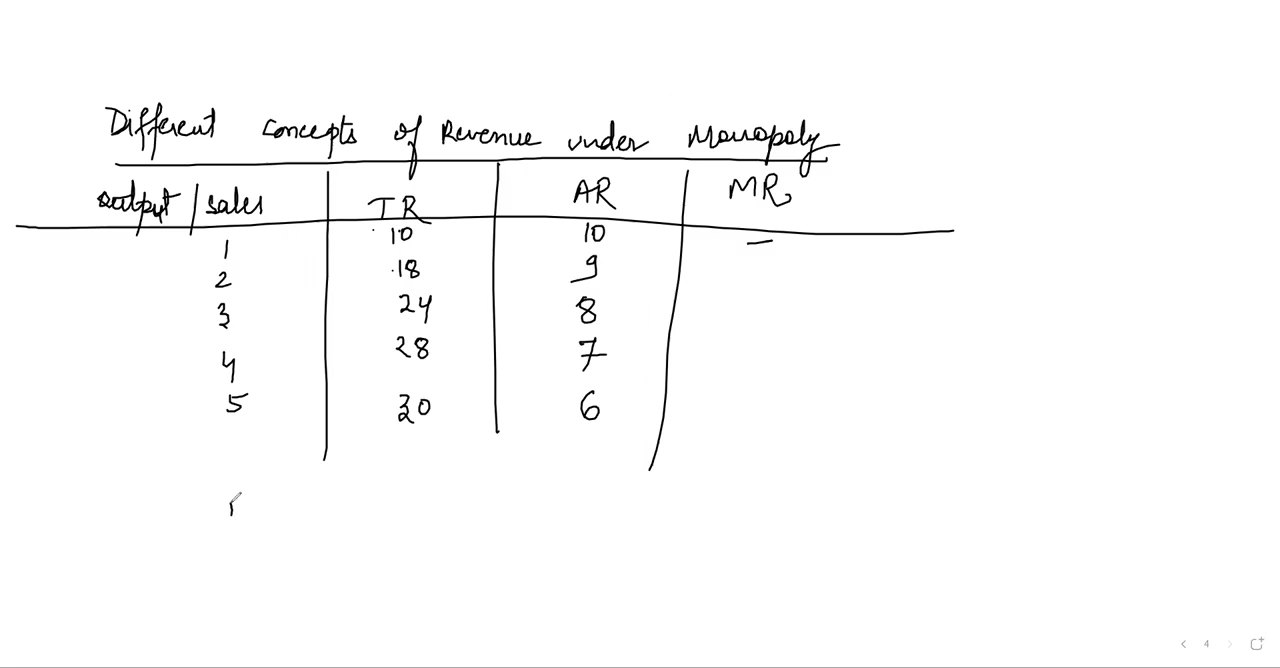 Different concepts of Revenue under Monopoly
output / sales TR AR MR
1 10 10 –
2 18 9
3 24 8
4 28 7
5 30 6
4